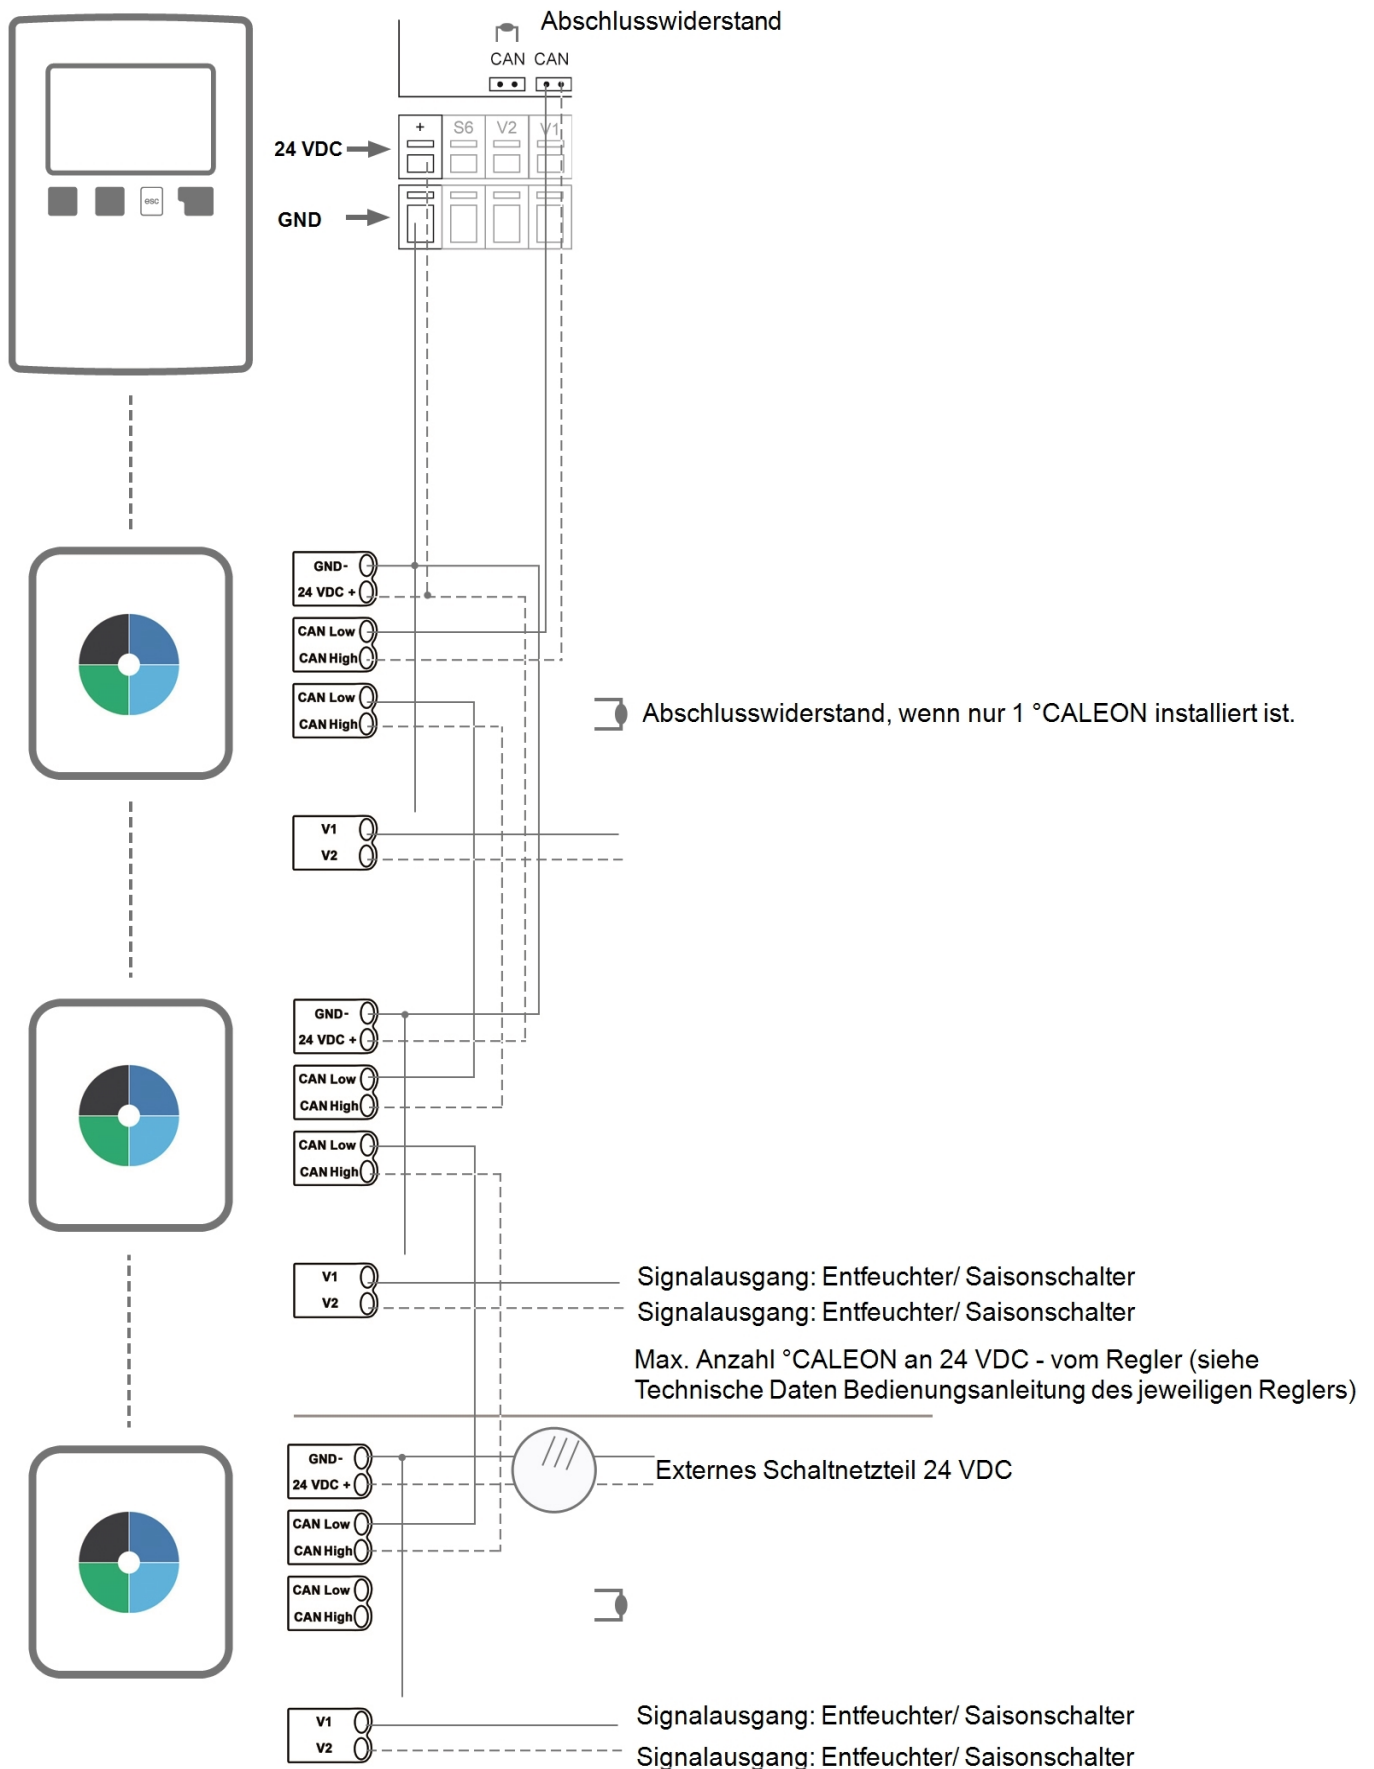 Abschlusswiderstand
CAN CAN
+ S6 V2 V1
24 VDC
esc
GND
GND-
24 VDC +
CAN Low
CAN High
CAN Low
CAN High
Abschlusswiderstand, wenn nur 1 °CALEON installiert ist.
V1
V2
GND-
24 VDC +
CAN Low
CAN High
CAN Low
CAN High
V1
Signalausgang: Entfeuchter/ Saisonschalter
V2
Signalausgang: Entfeuchter/ Saisonschalter
Max. Anzahl °CALEON an 24 VDC - vom Regler (siehe
Technische Daten Bedienungsanleitung des jeweiligen Reglers)
GND-
24 VDC +
Externes Schaltnetzteil 24 VDC
CAN Low
CAN High
CAN Low
CAN High
V1
Signalausgang: Entfeuchter/ Saisonschalter
V2
Signalausgang: Entfeuchter/ Saisonschalter